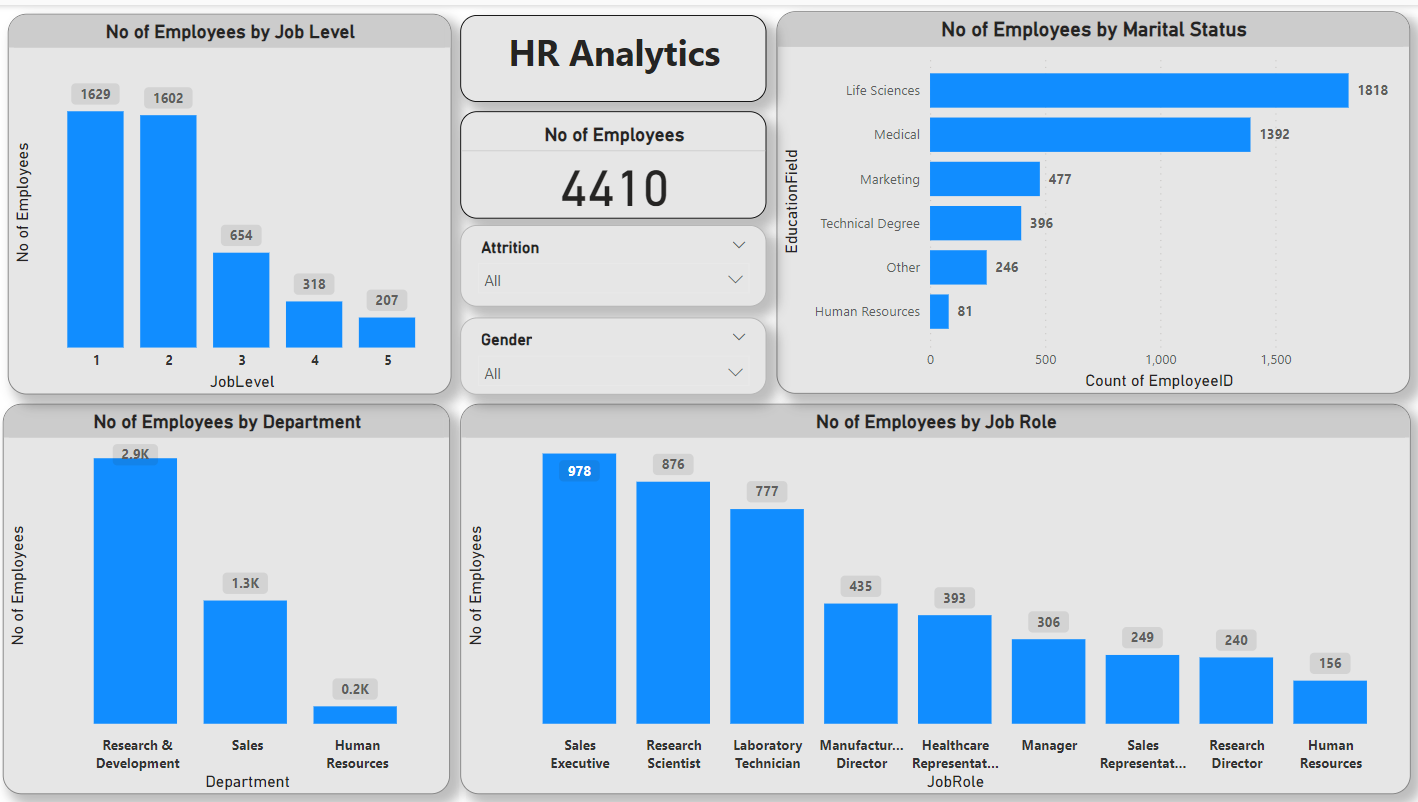 No of Employees by Job Level
No of Employees
1629
1602
654
318
207
1
2
3
4
5
JobLevel
HR Analytics
No of Employees
4410
Attrition
All
Gender
All
No of Employees by Marital Status
EducationField
Life Sciences
1818
Medical
1392
Marketing
477
Technical Degree
396
Other
246
Human Resources
81
0
500
1,000
1,500
Count of EmployeeID
No of Employees by Department
No of Employees
2.9K
1.3K
0.2K
Research &
Development
Sales
Human
Resources
Department
No of Employees by Job Role
No of Employees
978
876
777
435
393
306
249
240
156
Sales
Executive
Research
Scientist
Laboratory
Technician
Manufactur...
Director
Healthcare
Representat...
Manager
Sales
Representat...
Research
Director
Human
Resources
JobRole